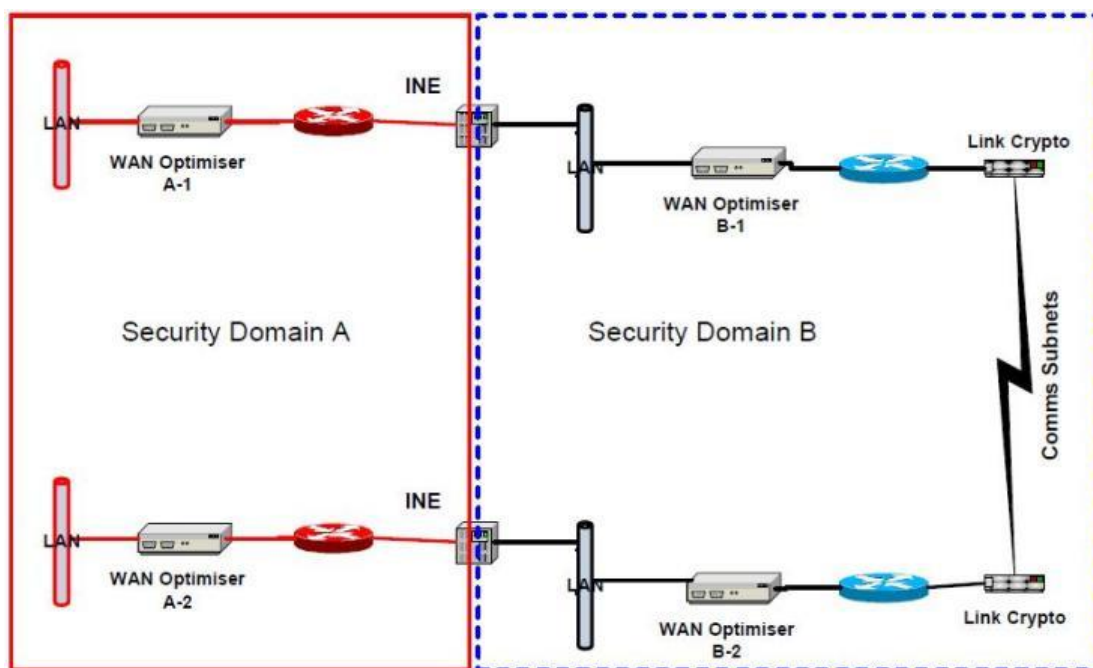 INE
LAN
WAN Optimiser
A-1
LAN
WAN Optimiser
B-1
Link Crypto
Security Domain A
Security Domain B
Comms Subnets
INE
LAN
WAN Optimiser
A-2
LAN
WAN Optimiser
B-2
Link Crypto